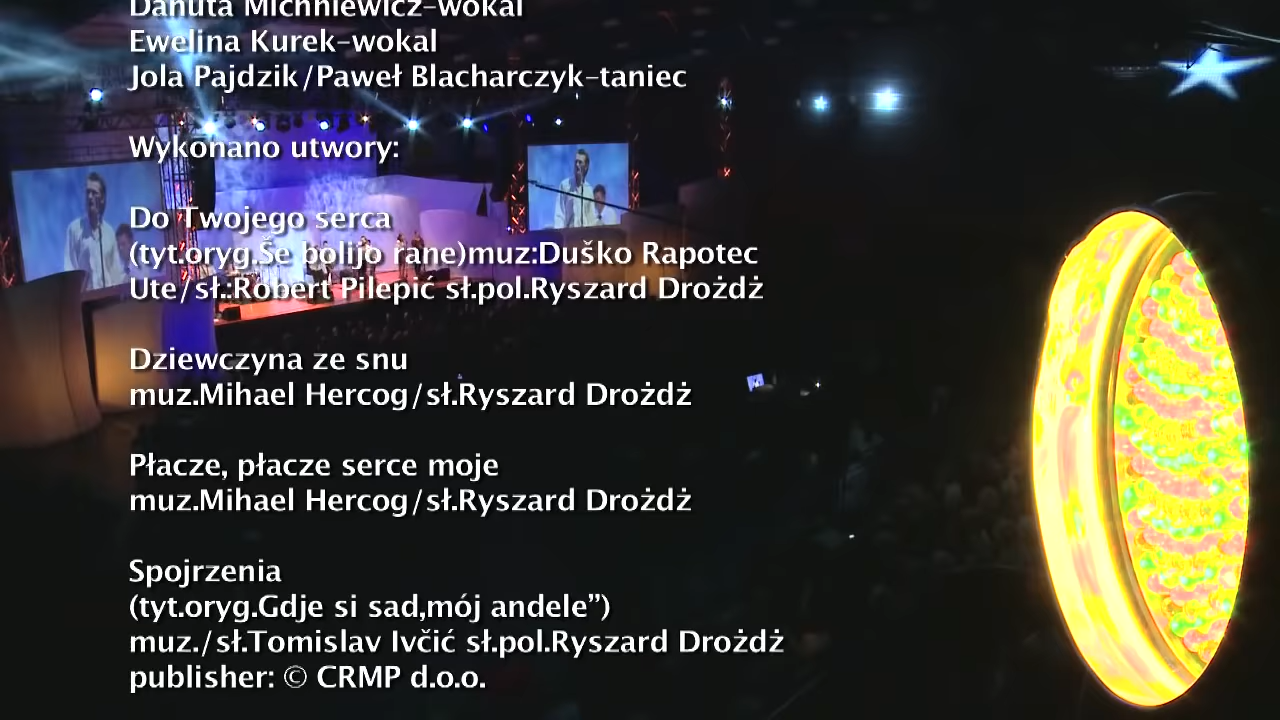 Danuta Michniewicz-wokal
Ewelina Kurek-wokal
Jola Pajdzik/Paweł Blacharczyk-taniec
Wykonano utwory:
Do Twojego serca
(tyt.oryg.Še bolijo rane)muz:Duško Rapotec
Ute/sł.:Robert Pilepić sł.pol.Ryszard Drożdż
Dziewczyna ze snu
muz.Mihael Hercog/sł.Ryszard Drożdż
Płacze, płacze serce moje
muz.Mihael Hercog/sł.Ryszard Drożdż
Spojrzenia
(tyt.oryg.Gdje si sad,mój andele”)
muz./sł.Tomislav Ivčić sł.pol.Ryszard Drożdż
publisher: © CRMP d.o.o.